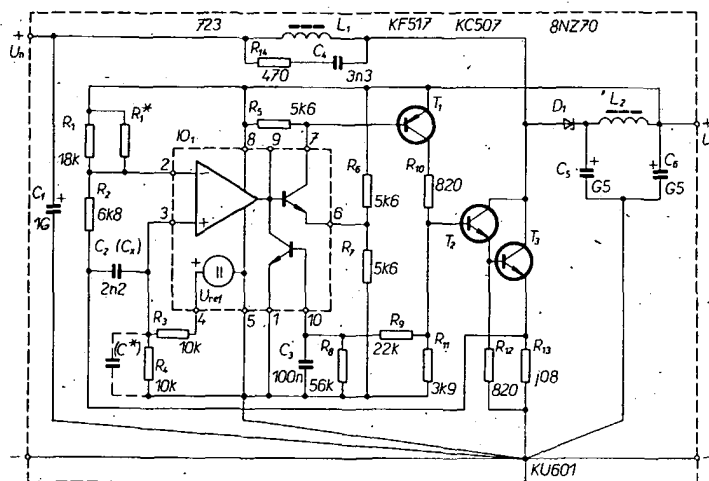 723 L1 KF517 KC507 8NZ70
Un
R14 C4
470 3n3
T1
R5
5k6
D1 L2
R1 R1*
18k
IO1
8 9 7
R6
5k6
R10
820
C5 G5
C6 G5
U
2
C1
1G
R2
6k8
3
6
T2
T3
C2 (Cx)
2n2
R7
5k6
Uref
4 5 1 10
R3
10k
R9
22k
(C*)
R4
10k
C3
100n
R8
56k
R11
3k9
R12
820
R13
j08
KU601